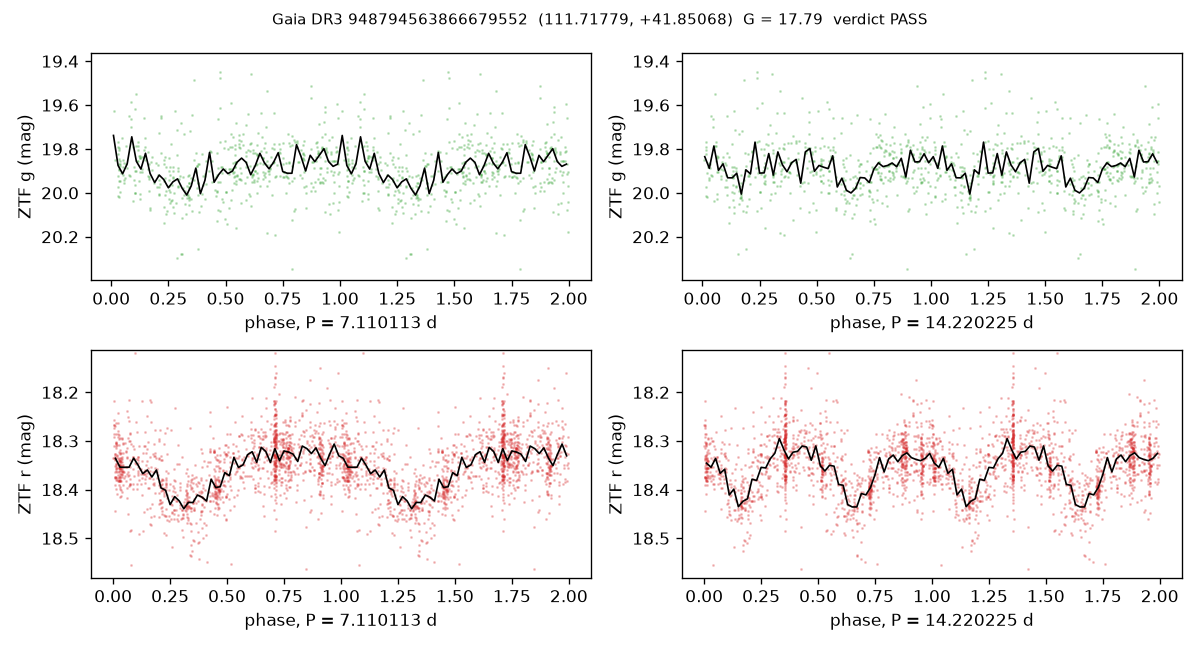 Gaia DR3 948794563866679552  (111.71779, +41.85068)  G = 17.79  verdict PASS
ZTF g (mag)
19.4
19.6
19.8
20.0
20.2
0.00 0.25 0.50 0.75 1.00 1.25 1.50 1.75 2.00
phase, P = 7.110113 d
ZTF g (mag)
19.4
19.6
19.8
20.0
20.2
0.00 0.25 0.50 0.75 1.00 1.25 1.50 1.75 2.00
phase, P = 14.220225 d
ZTF r (mag)
18.2
18.3
18.4
18.5
0.00 0.25 0.50 0.75 1.00 1.25 1.50 1.75 2.00
phase, P = 7.110113 d
ZTF r (mag)
18.2
18.3
18.4
18.5
0.00 0.25 0.50 0.75 1.00 1.25 1.50 1.75 2.00
phase, P = 14.220225 d